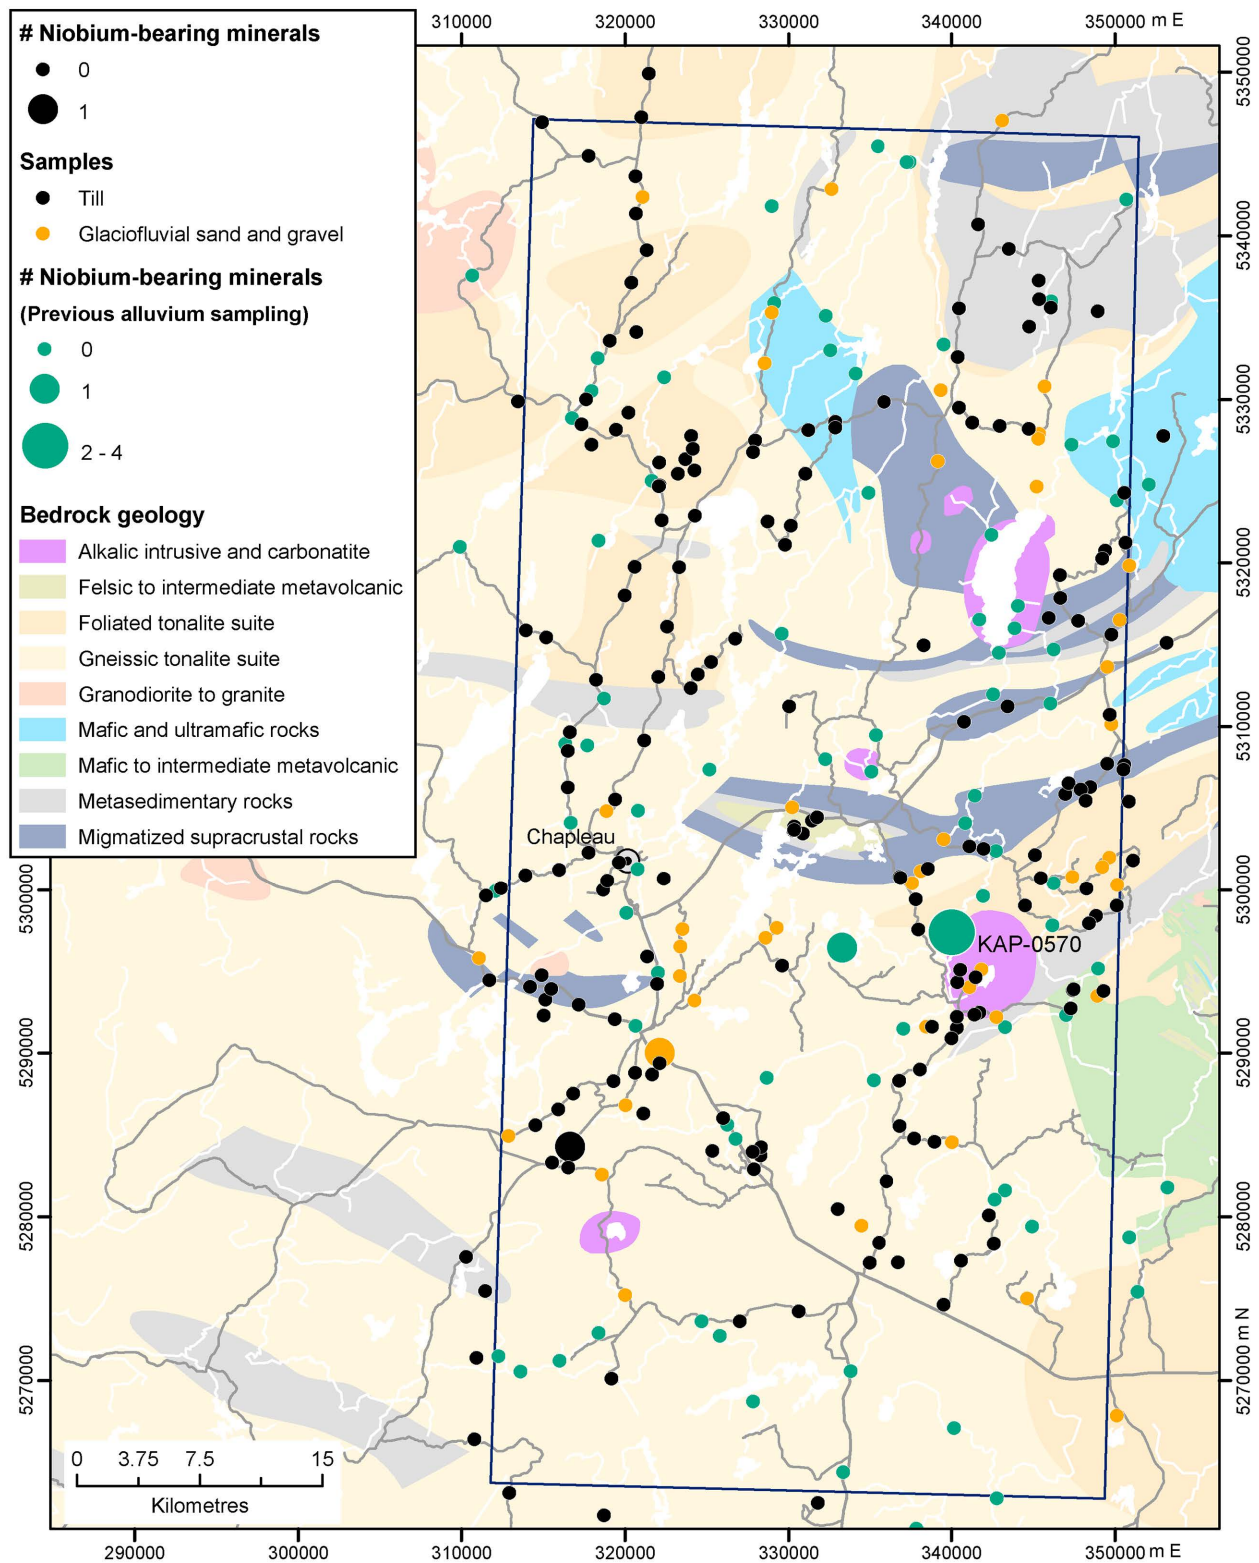 # Niobium-bearing minerals
0
1
Samples
Till
Glaciofluvial sand and gravel
# Niobium-bearing minerals
(Previous alluvium sampling)
0
1
2 - 4
Bedrock geology
Alkalic intrusive and carbonatite
Felsic to intermediate metavolcanic
Foliated tonalite suite
Gneissic tonalite suite
Granodiorite to granite
Mafic and ultramafic rocks
Mafic to intermediate metavolcanic
Metasedimentary rocks
Migmatized supracrustal rocks
310000 320000 330000 340000 350000 m E
5350000
5340000
5330000
5320000
5310000
5300000
5290000
5280000
5270000 m N
Chapleau
KAP-0570
5300000
5290000
5280000
5270000
0 3.75 7.5 15
Kilometres
290000 300000 310000 320000 330000 340000 350000 m E